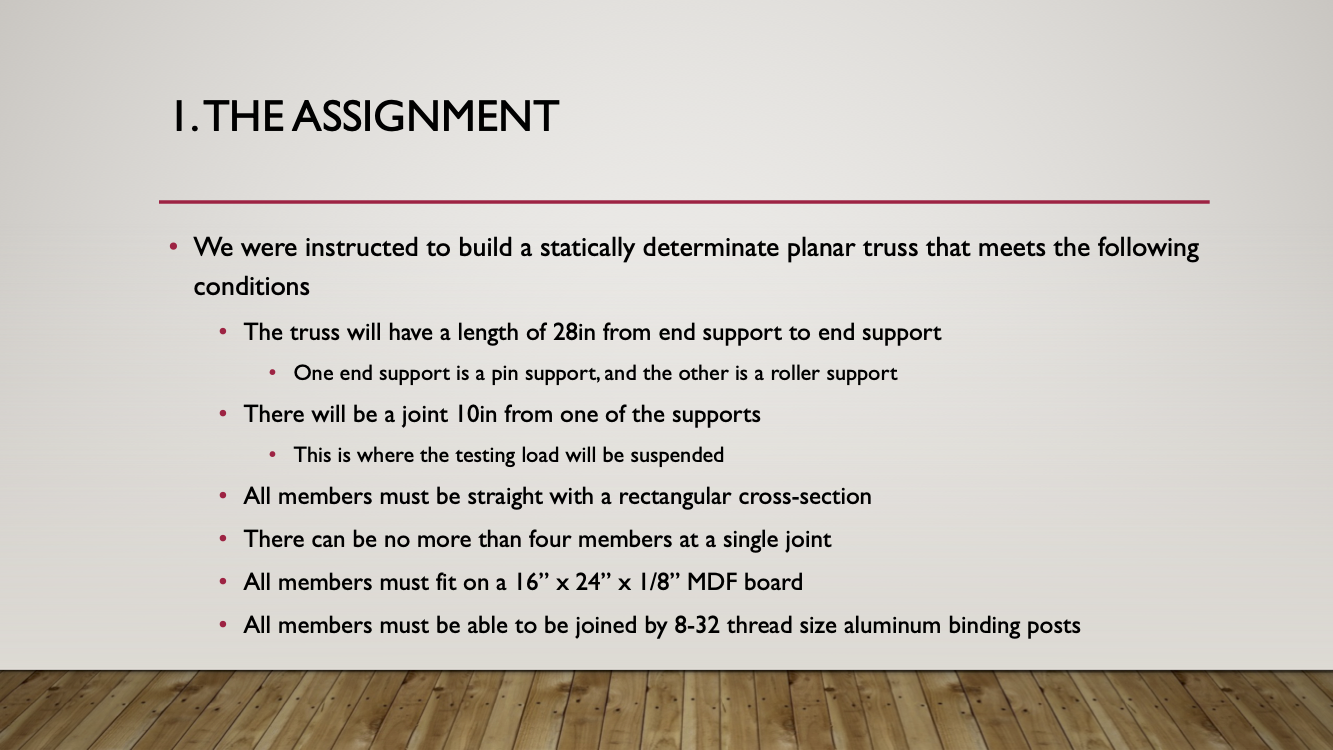 1. THE ASSIGNMENT
• We were instructed to build a statically determinate planar truss that meets the following
conditions
• The truss will have a length of 28in from end support to end support
• One end support is a pin support, and the other is a roller support
• There will be a joint 10in from one of the supports
• This is where the testing load will be suspended
• All members must be straight with a rectangular cross-section
• There can be no more than four members at a single joint
• All members must fit on a 16” x 24” x 1/8” MDF board
• All members must be able to be joined by 8-32 thread size aluminum binding posts